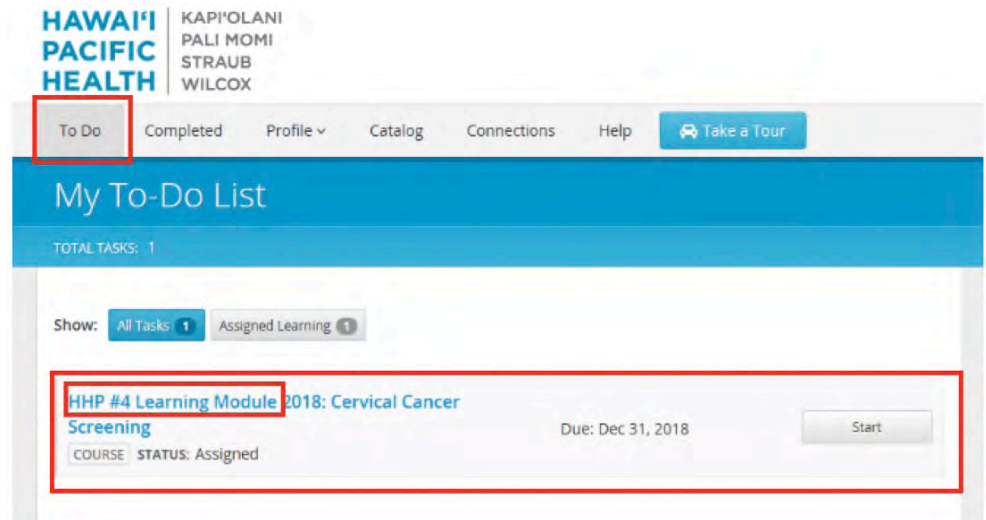 HAWAI'I
PACIFIC
HEALTH
KAPI'OLANI
PALI MOMI
STRAUB
WILCOX
To Do Completed Profile Catalog Connections Help Take a Tour
My To-Do List
TOTAL TASKS: 1
Show: All Tasks 1 Assigned Learning 1
HHP #4 Learning Module 2018: Cervical Cancer
Screening
Due: Dec 31, 2018 Start
COURSE STATUS: Assigned